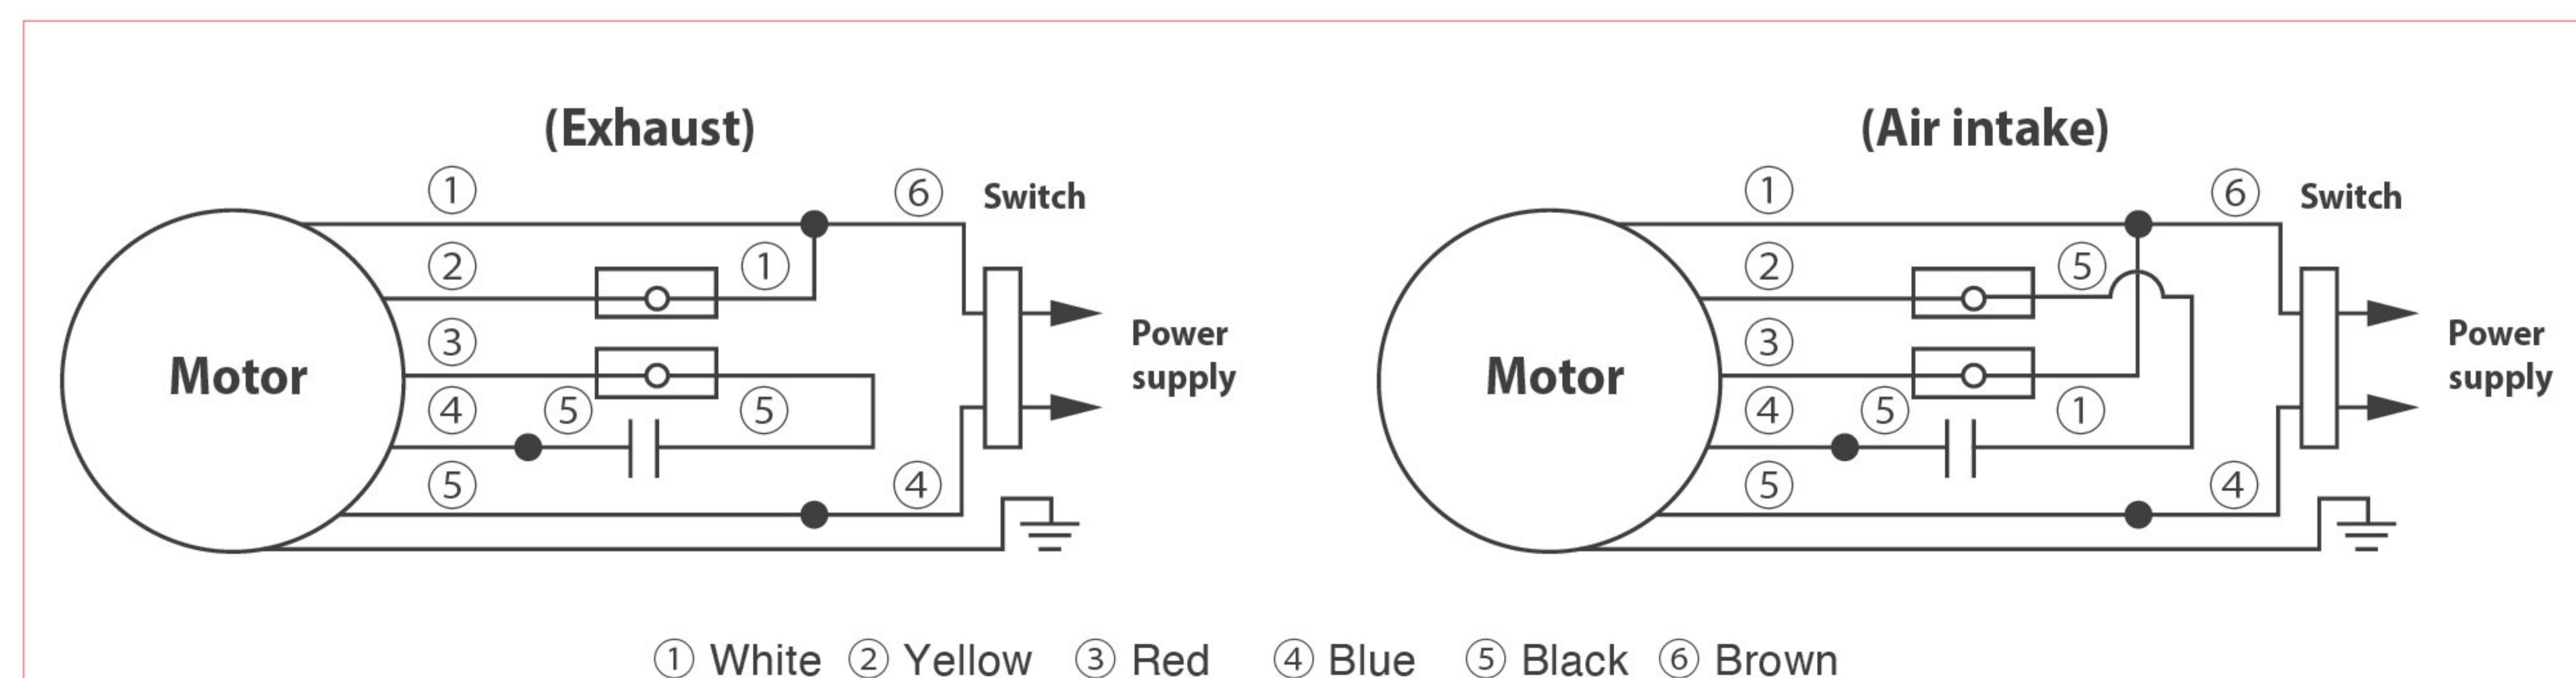 (Exhaust)
① ⑥ Switch
② ①
Power
supply
③
Motor
④ ⑤ ⑤
⑤ ④
(Air intake)
① ⑥ Switch
② ⑤
Power
supply
③
Motor
④ ⑤ ①
⑤ ④
① White ② Yellow ③ Red ④ Blue ⑤ Black ⑥ Brown